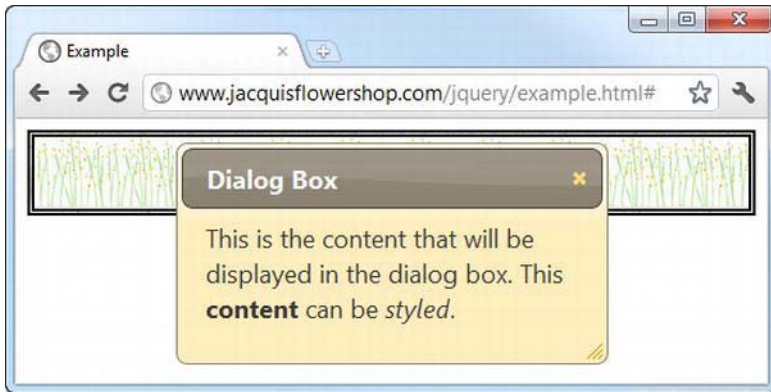 Example
www.jacquisflowershop.com/jquery/example.html#
Dialog Box
This is the content that will be
displayed in the dialog box. This
content can be styled.